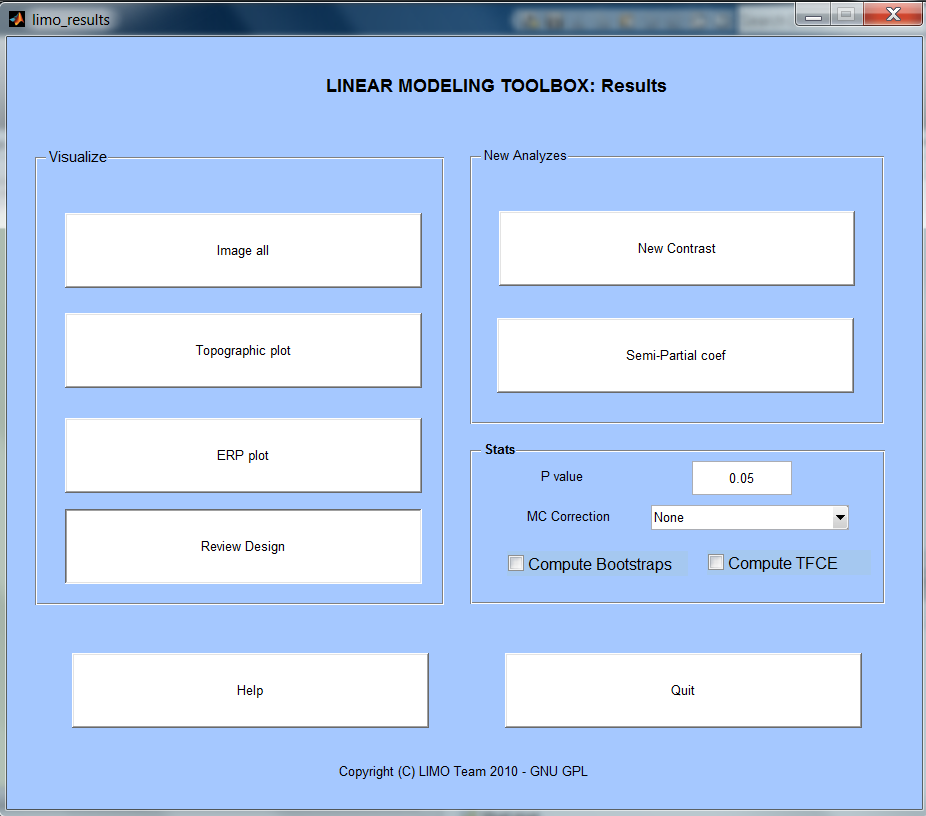 limo_results
LINEAR MODELING TOOLBOX: Results
Visualize
Image all
Topographic plot
ERP plot
Review Design
New Analyzes
New Contrast
Semi-Partial coef
Stats
P value
0.05
MC Correction
None
Compute Bootstraps
Compute TFCE
Help
Quit
Copyright (C) LIMO Team 2010 - GNU GPL